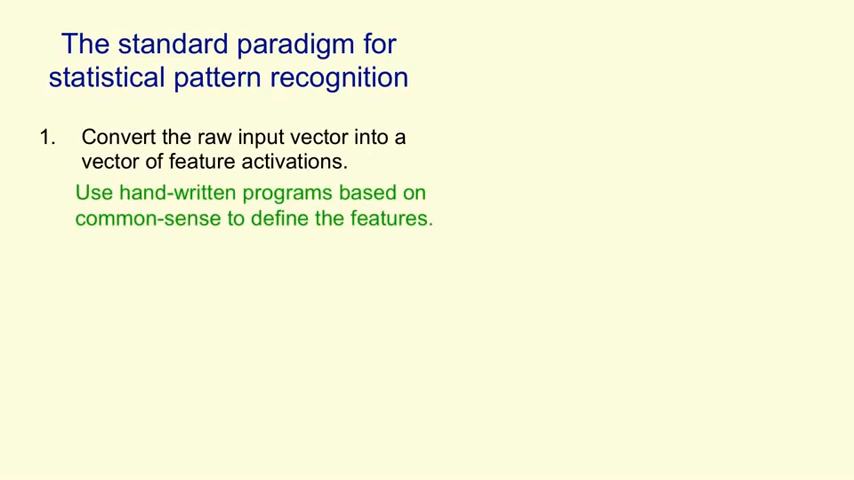 The standard paradigm for
statistical pattern recognition
1. Convert the raw input vector into a
vector of feature activations.
Use hand-written programs based on
common-sense to define the features.